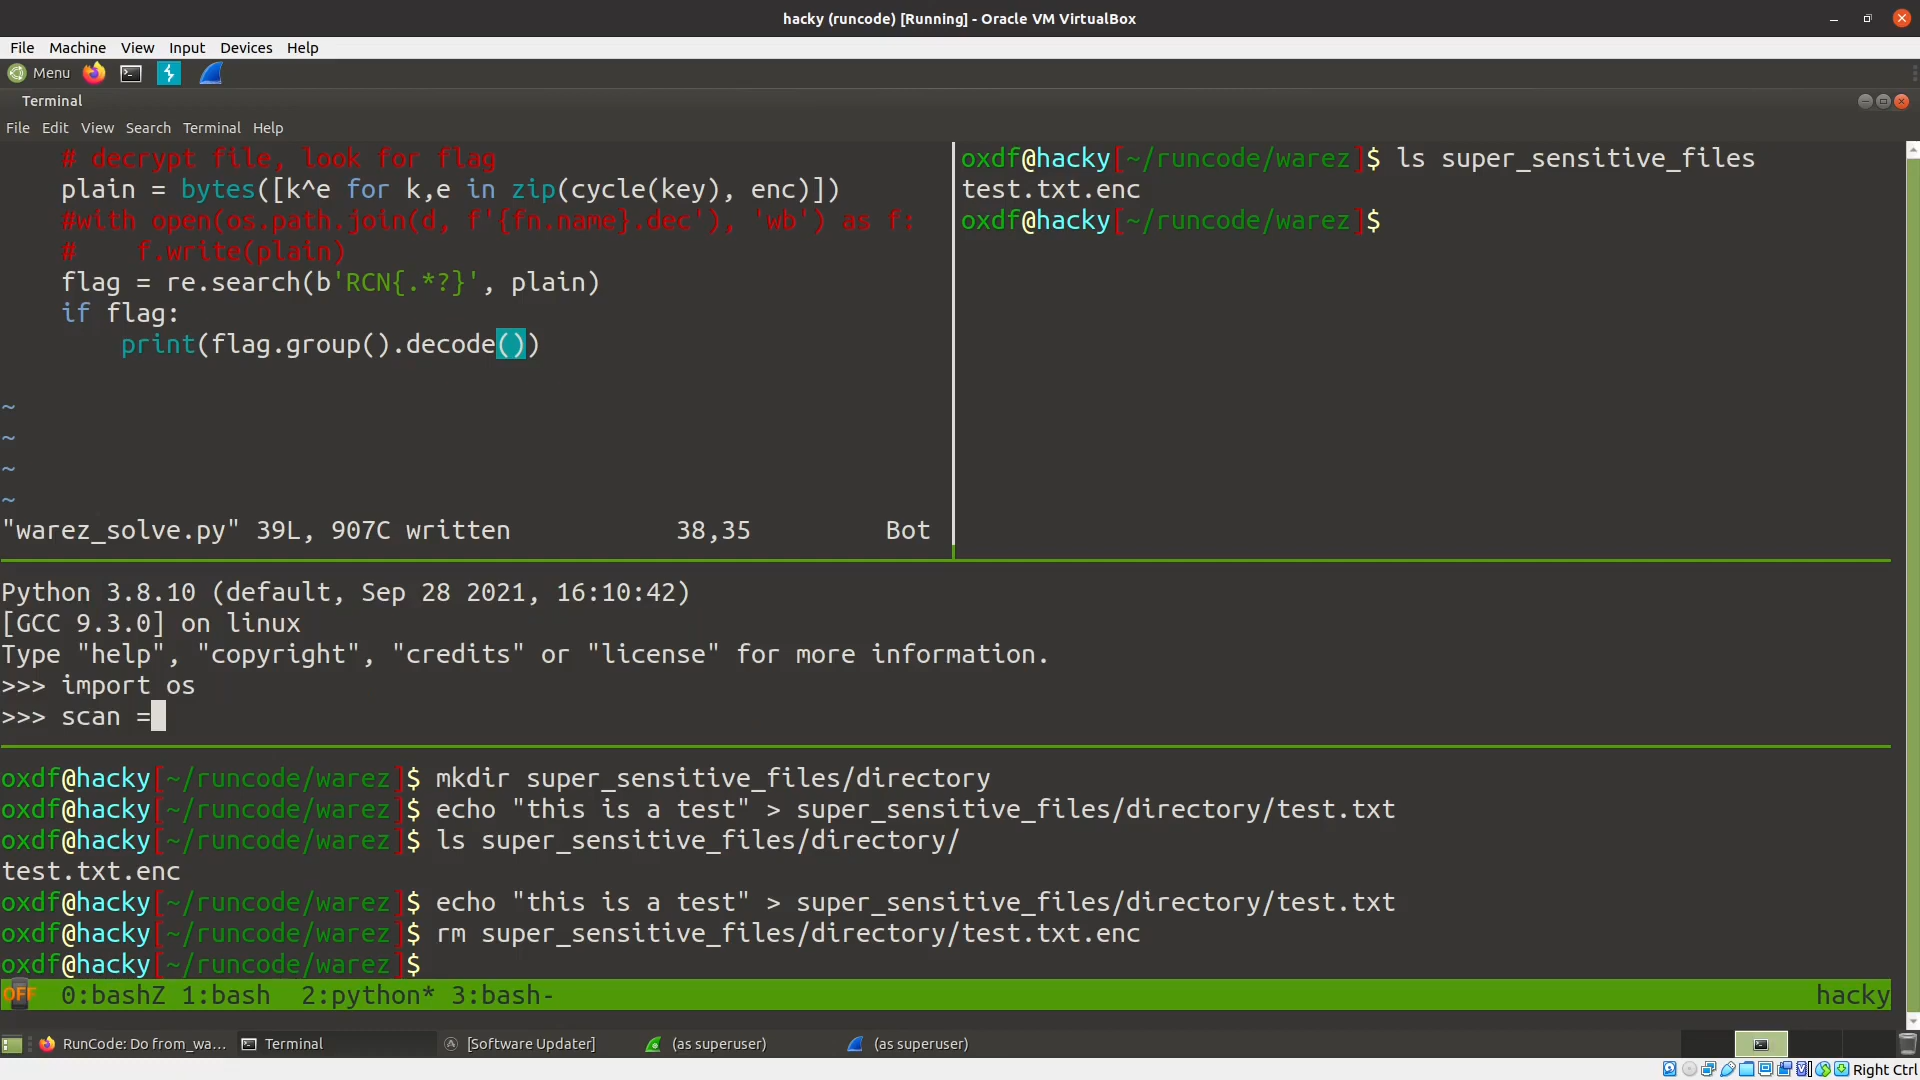 hacky (runcode) [Running] - Oracle VM VirtualBox
File Machine View Input Devices Help
Menu
Terminal
File Edit View Search Terminal Help
# decrypt file, look for flag
plain = bytes([k^e for k,e in zip(cycle(key), enc)])
#with open(os.path.join(d, f'{fn.name}.dec'), 'wb') as f:
#    f.write(plain)
flag = re.search(b'RCN{.*?}', plain)
if flag:
print(flag.group().decode())
~
~
~
~
"warez_solve.py" 39L, 907C written 38,35 Bot
oxdf@hacky[~/runcode/warez]$ ls super_sensitive_files
test.txt.enc
oxdf@hacky[~/runcode/warez]$
Python 3.8.10 (default, Sep 28 2021, 16:10:42)
[GCC 9.3.0] on linux
Type "help", "copyright", "credits" or "license" for more information.
>>> import os
>>> scan =
oxdf@hacky[~/runcode/warez]$ mkdir super_sensitive_files/directory
oxdf@hacky[~/runcode/warez]$ echo "this is a test" > super_sensitive_files/directory/test.txt
oxdf@hacky[~/runcode/warez]$ ls super_sensitive_files/directory/
test.txt.enc
oxdf@hacky[~/runcode/warez]$ echo "this is a test" > super_sensitive_files/directory/test.txt
oxdf@hacky[~/runcode/warez]$ rm super_sensitive_files/directory/test.txt.enc
oxdf@hacky[~/runcode/warez]$
OFF 0:bashZ 1:bash 2:python* 3:bash- hacky
RunCode: Do from_wa... Terminal [Software Updater] (as superuser) (as superuser)
Right Ctrl